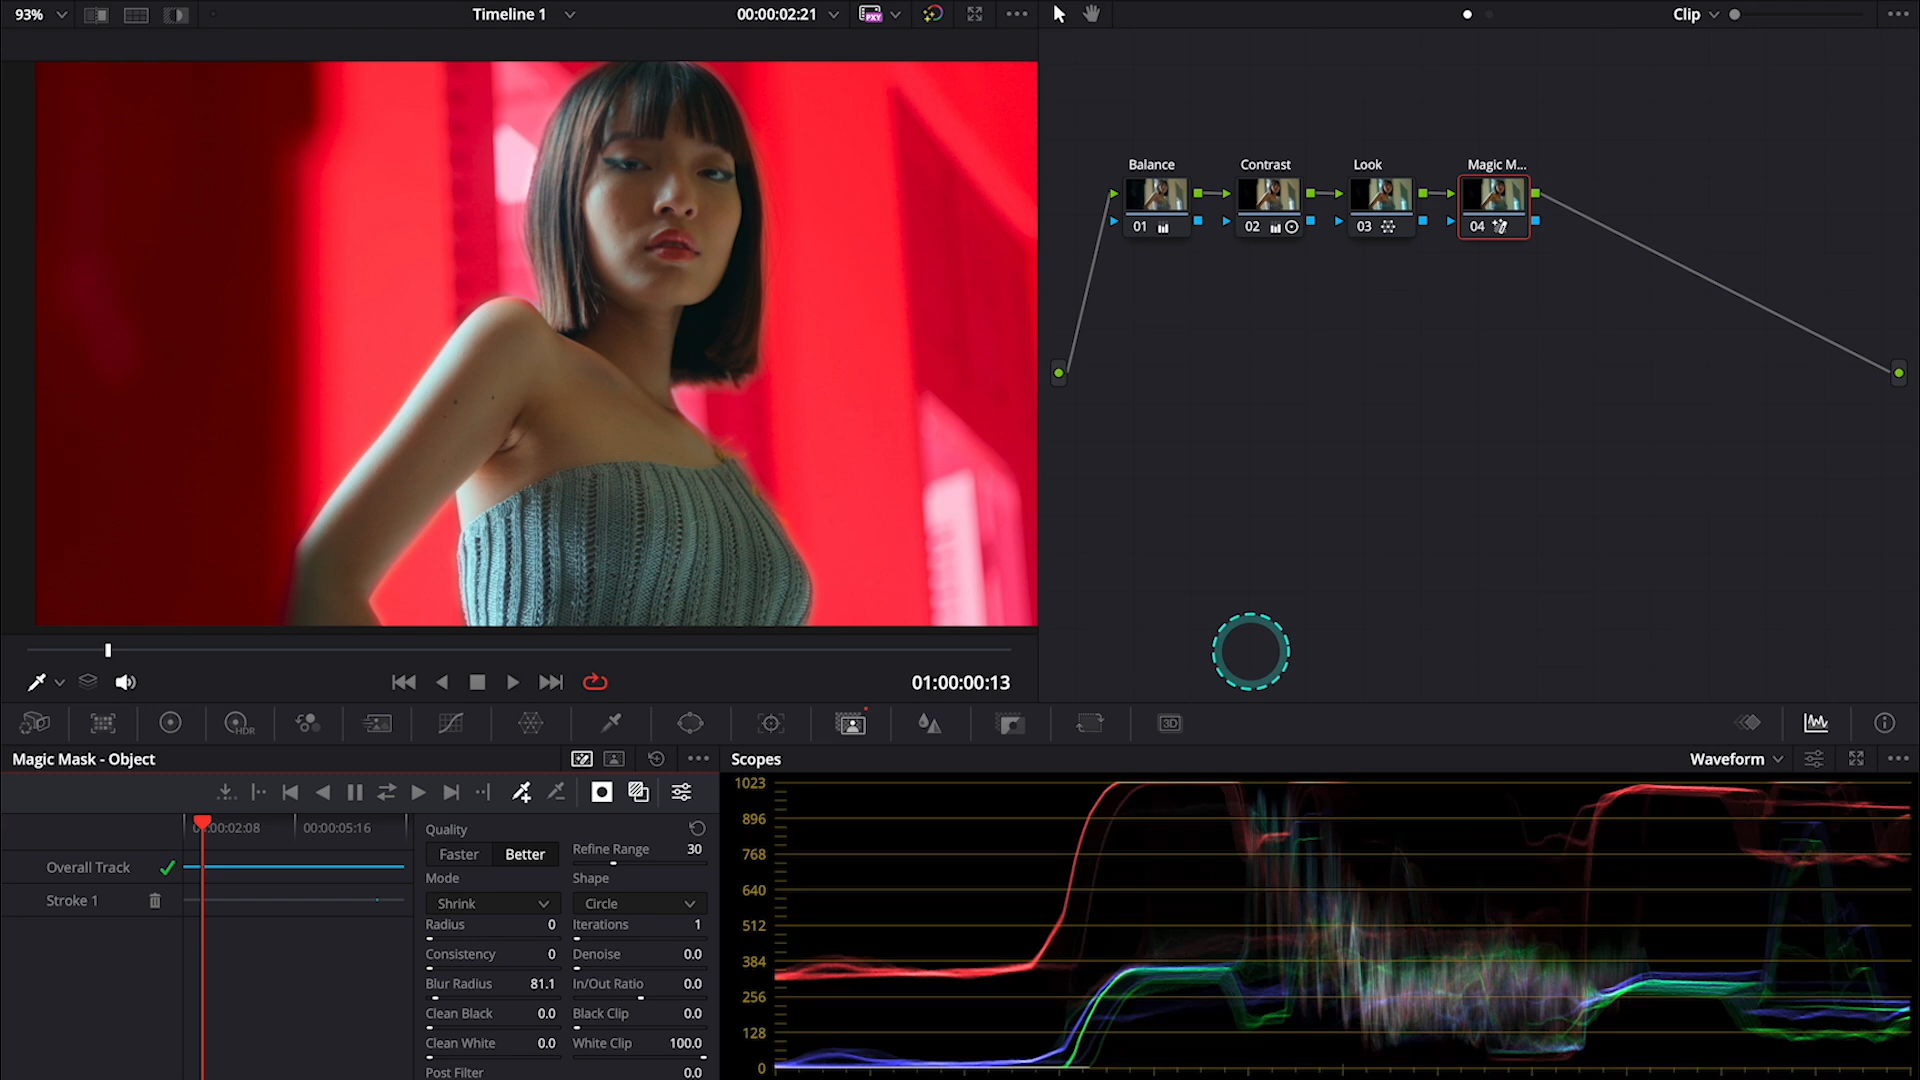 93%
Timeline 1
00:00:02:21
PXY
Clip
Balance
Contrast
Look
Magic M...
01
02
03
04
01:00:00:13
HDR
3D
Magic Mask - Object
Scopes
Waveform
:00:02:08
00:00:05:16
Overall Track
Stroke 1
Quality
Faster
Better
Refine Range 30
Mode
Shape
Shrink
Circle
Radius 0
Iterations 1
Consistency 0
Denoise 0.0
Blur Radius 81.1
In/Out Ratio 0.0
Clean Black 0.0
Black Clip 0.0
Clean White 0.0
White Clip 100.0
Post Filter 0.0
1023
896
768
640
512
384
256
128
0